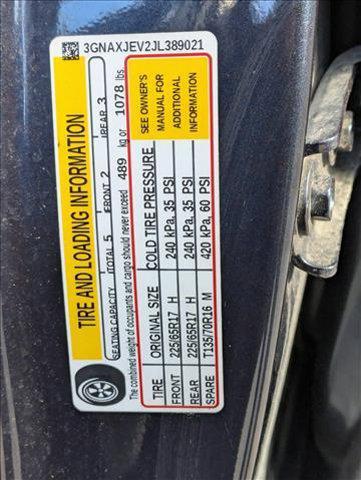 3GNAXJEV2JL389021
TIRE AND LOADING INFORMATION
SEATING CAPACITY TOTAL 5 FRONT 2 REAR 3
The combined weight of occupants and cargo should never exceed 489 kg or 1078 lbs
TIRE ORIGINAL SIZE COLD TIRE PRESSURE
FRONT 225/65R17 H 240 kPa, 35 PSI
REAR 225/65R17 H 240 kPa, 35 PSI
SPARE T135/70R16 M 420 kPa, 60 PSI
SEE OWNER'S
MANUAL FOR
ADDITIONAL
INFORMATION